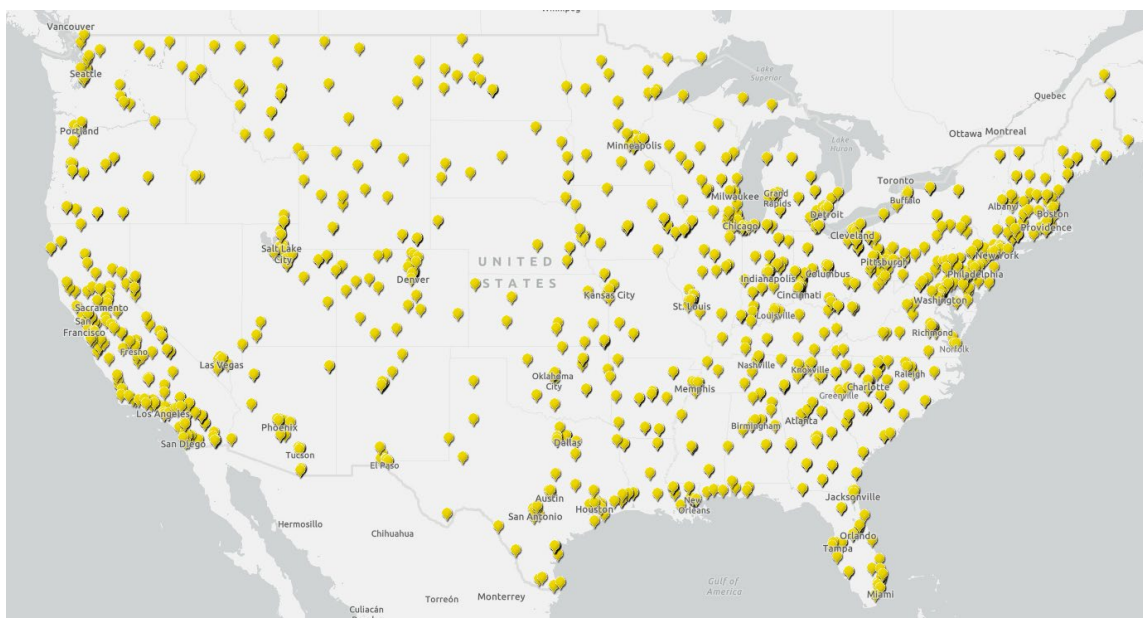 Winnipeg
Vancouver
Seattle
Portland
Lake
Superior
Quebec
Ottawa
Montreal
Minneapolis
Lake
Huron
Toronto
Milwaukee
Grand
Rapids
Buffalo
Albany
Detroit
Boston
Chicago
Cleveland
Providence
Salt Lake
City
UNITED
STATES
Denver
Pittsburgh
New York
Indianapolis
Columbus
Philadelphia
Kansas City
Cincinnati
Washington
Sacramento
San
Francisco
St. Louis
Louisville
Richmond
Norfolk
Fresno
Las Vegas
Nashville
Knoxville
Raleigh
Oklahoma
City
Memphis
Charlotte
Greenville
Los Angeles
Phoenix
Birmingham
Atlanta
San Diego
Dallas
Tucson
El Paso
Austin
Jacksonville
San Antonio
Houston
New
Orleans
Hermosillo
Chihuahua
Orlando
Tampa
Gulf of
America
Miami
Torreón
Monterrey
Culiacán